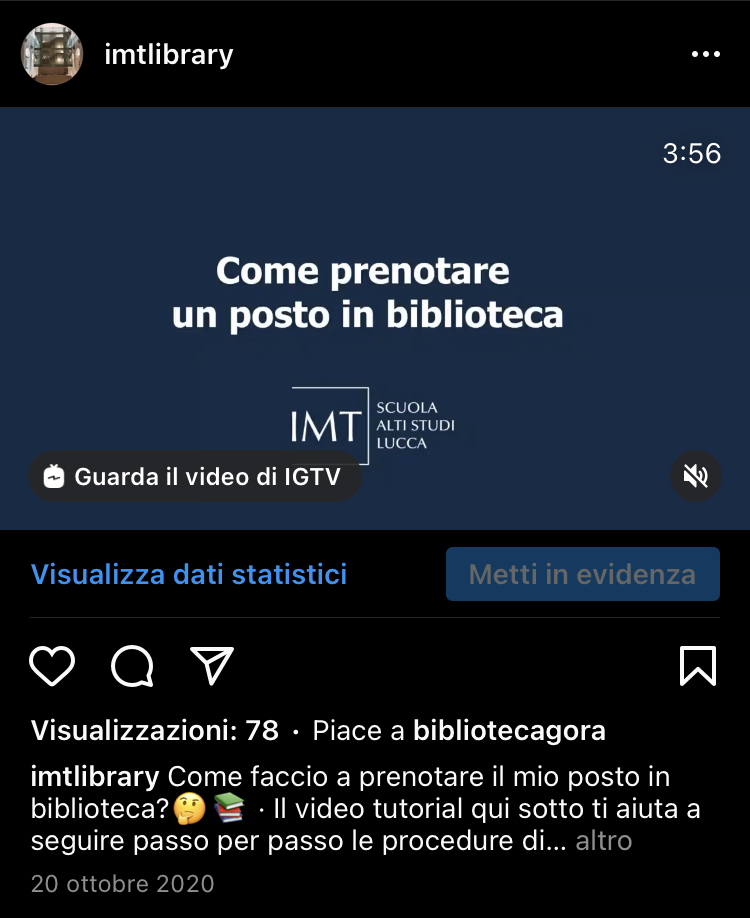 imtlibrary
3:56
Come prenotare
un posto in biblioteca
IMT
SCUOLA
ALTI STUDI
LUCCA
Guarda il video di IGTV
Visualizza dati statistici
Metti in evidenza
Visualizzazioni: 78 · Piace a bibliotecagora
imtlibrary Come faccio a prenotare il mio posto in
biblioteca?🤔📚 · Il video tutorial qui sotto ti aiuta a
seguire passo per passo le procedure di... altro
20 ottobre 2020